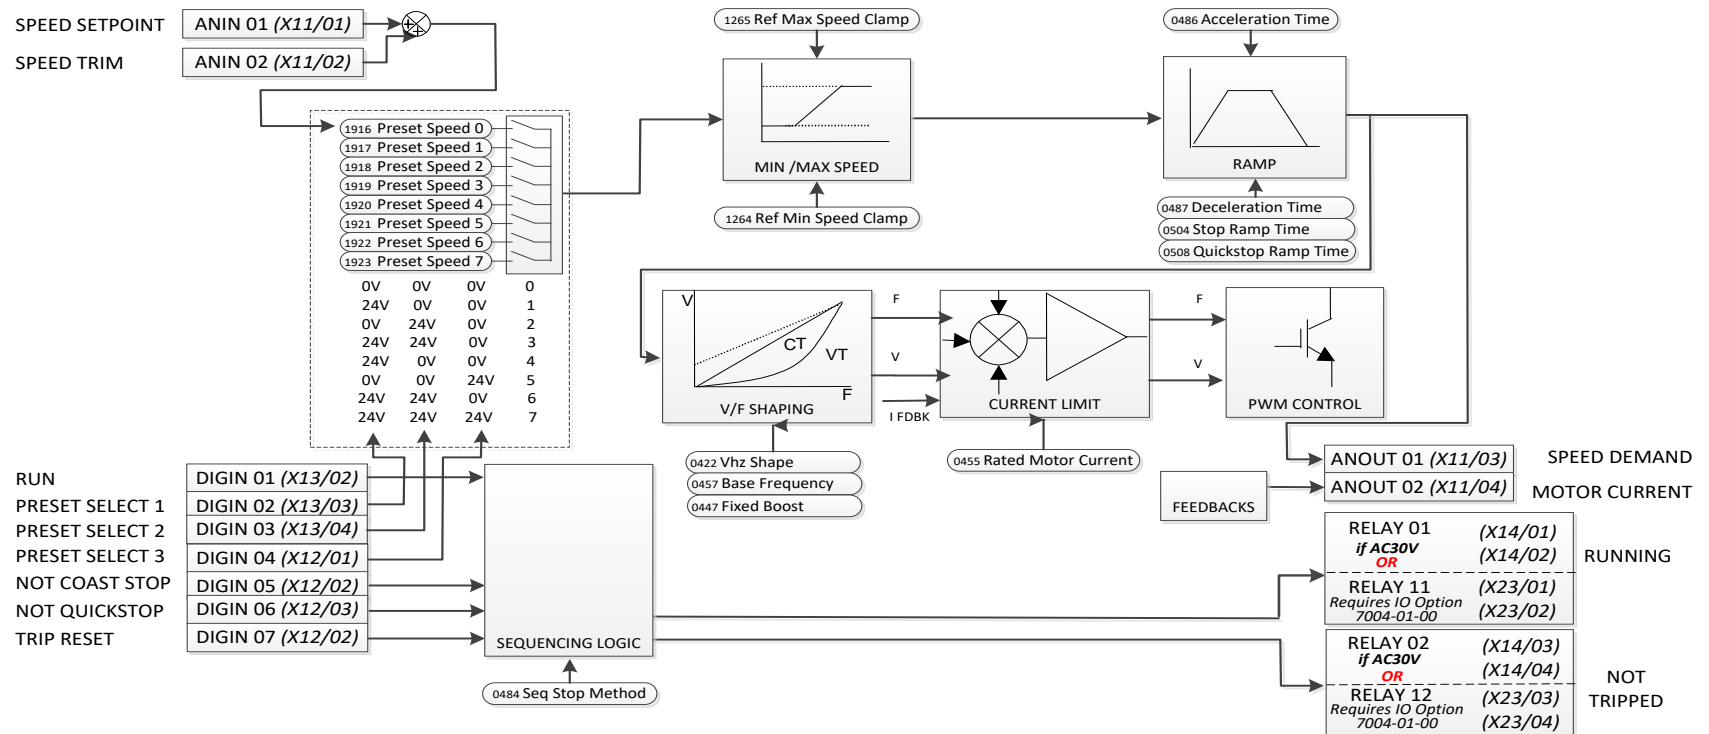 SPEED SETPOINT
ANIN 01 (X11/01)
SPEED TRIM
ANIN 02 (X11/02)
+
+
1916 Preset Speed 0
1917 Preset Speed 1
1918 Preset Speed 2
1919 Preset Speed 3
1920 Preset Speed 4
1921 Preset Speed 5
1922 Preset Speed 6
1923 Preset Speed 7
0V 0V 0V 0
24V 0V 0V 1
0V 24V 0V 2
24V 24V 0V 3
24V 0V 0V 4
0V 0V 24V 5
24V 24V 0V 6
24V 24V 24V 7
1265 Ref Max Speed Clamp
MIN /MAX SPEED
1264 Ref Min Speed Clamp
0486 Acceleration Time
RAMP
0487 Deceleration Time
0504 Stop Ramp Time
0508 Quickstop Ramp Time
V
CT
VT
F
V/F SHAPING
0422 Vhz Shape
0457 Base Frequency
0447 Fixed Boost
F
V
I FDBK
CURRENT LIMIT
0455 Rated Motor Current
F
V
PWM CONTROL
FEEDBACKS
ANOUT 01 (X11/03)
SPEED DEMAND
ANOUT 02 (X11/04)
MOTOR CURRENT
RUN
DIGIN 01 (X13/02)
PRESET SELECT 1
DIGIN 02 (X13/03)
PRESET SELECT 2
DIGIN 03 (X13/04)
PRESET SELECT 3
DIGIN 04 (X12/01)
NOT COAST STOP
DIGIN 05 (X12/02)
NOT QUICKSTOP
DIGIN 06 (X12/03)
TRIP RESET
DIGIN 07 (X12/02)
SEQUENCING LOGIC
0484 Seq Stop Method
RELAY 01
if AC30V
OR
(X14/01)
(X14/02)
RELAY 11
Requires IO Option
7004-01-00
(X23/01)
(X23/02)
RUNNING
RELAY 02
if AC30V
OR
(X14/03)
(X14/04)
RELAY 12
Requires IO Option
7004-01-00
(X23/03)
(X23/04)
NOT
TRIPPED